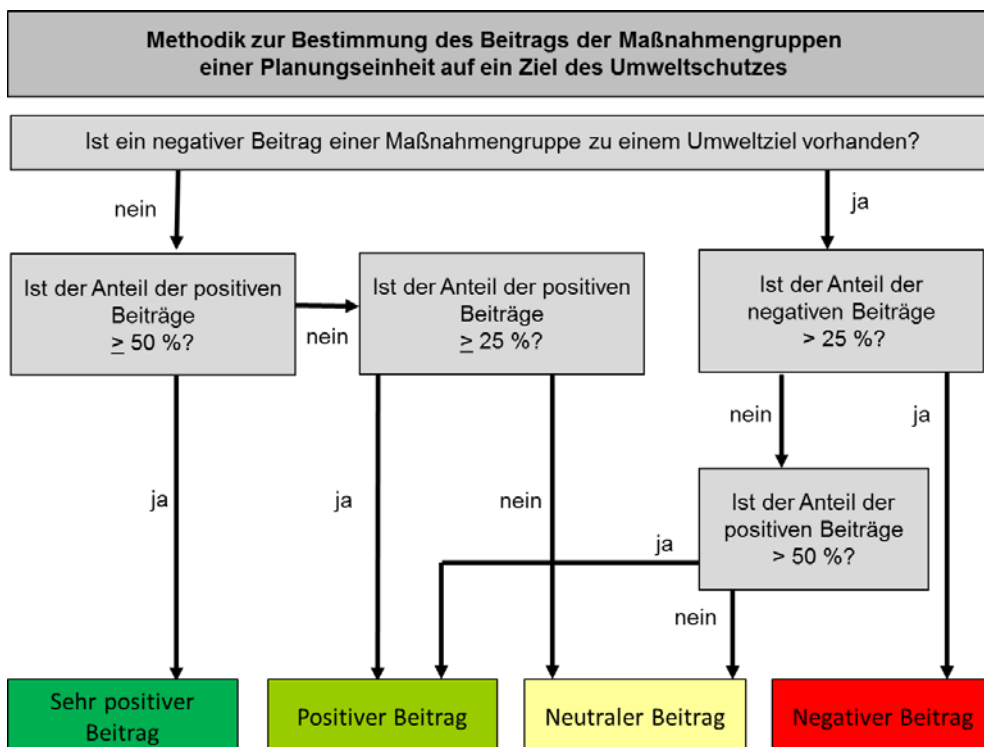 Methodik zur Bestimmung des Beitrags der Maßnahmengruppen
einer Planungseinheit auf ein Ziel des Umweltschutzes
Ist ein negativer Beitrag einer Maßnahmengruppe zu einem Umweltziel vorhanden?
nein
ja
Ist der Anteil der positiven
Beiträge
≥ 50 %?
nein
Ist der Anteil der positiven
Beiträge
≥ 25 %?
Ist der Anteil der
negativen Beiträge
> 25 %?
nein
ja
ja
ja
nein
Ist der Anteil der
positiven Beiträge
> 50 %?
ja
nein
Sehr positiver
Beitrag
Positiver Beitrag
Neutraler Beitrag
Negativer Beitrag